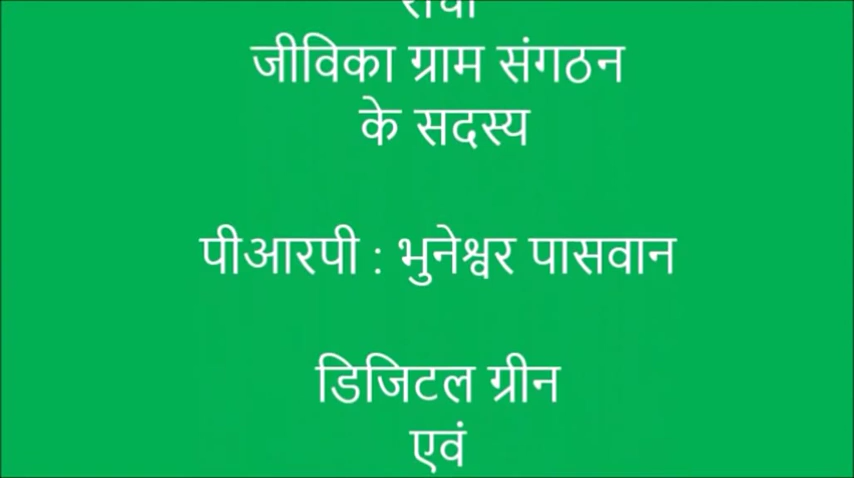 जीविका ग्राम संगठन
के सदस्य
पीआरपी : भुनेश्वर पासवान
डिजिटल ग्रीन
एवं